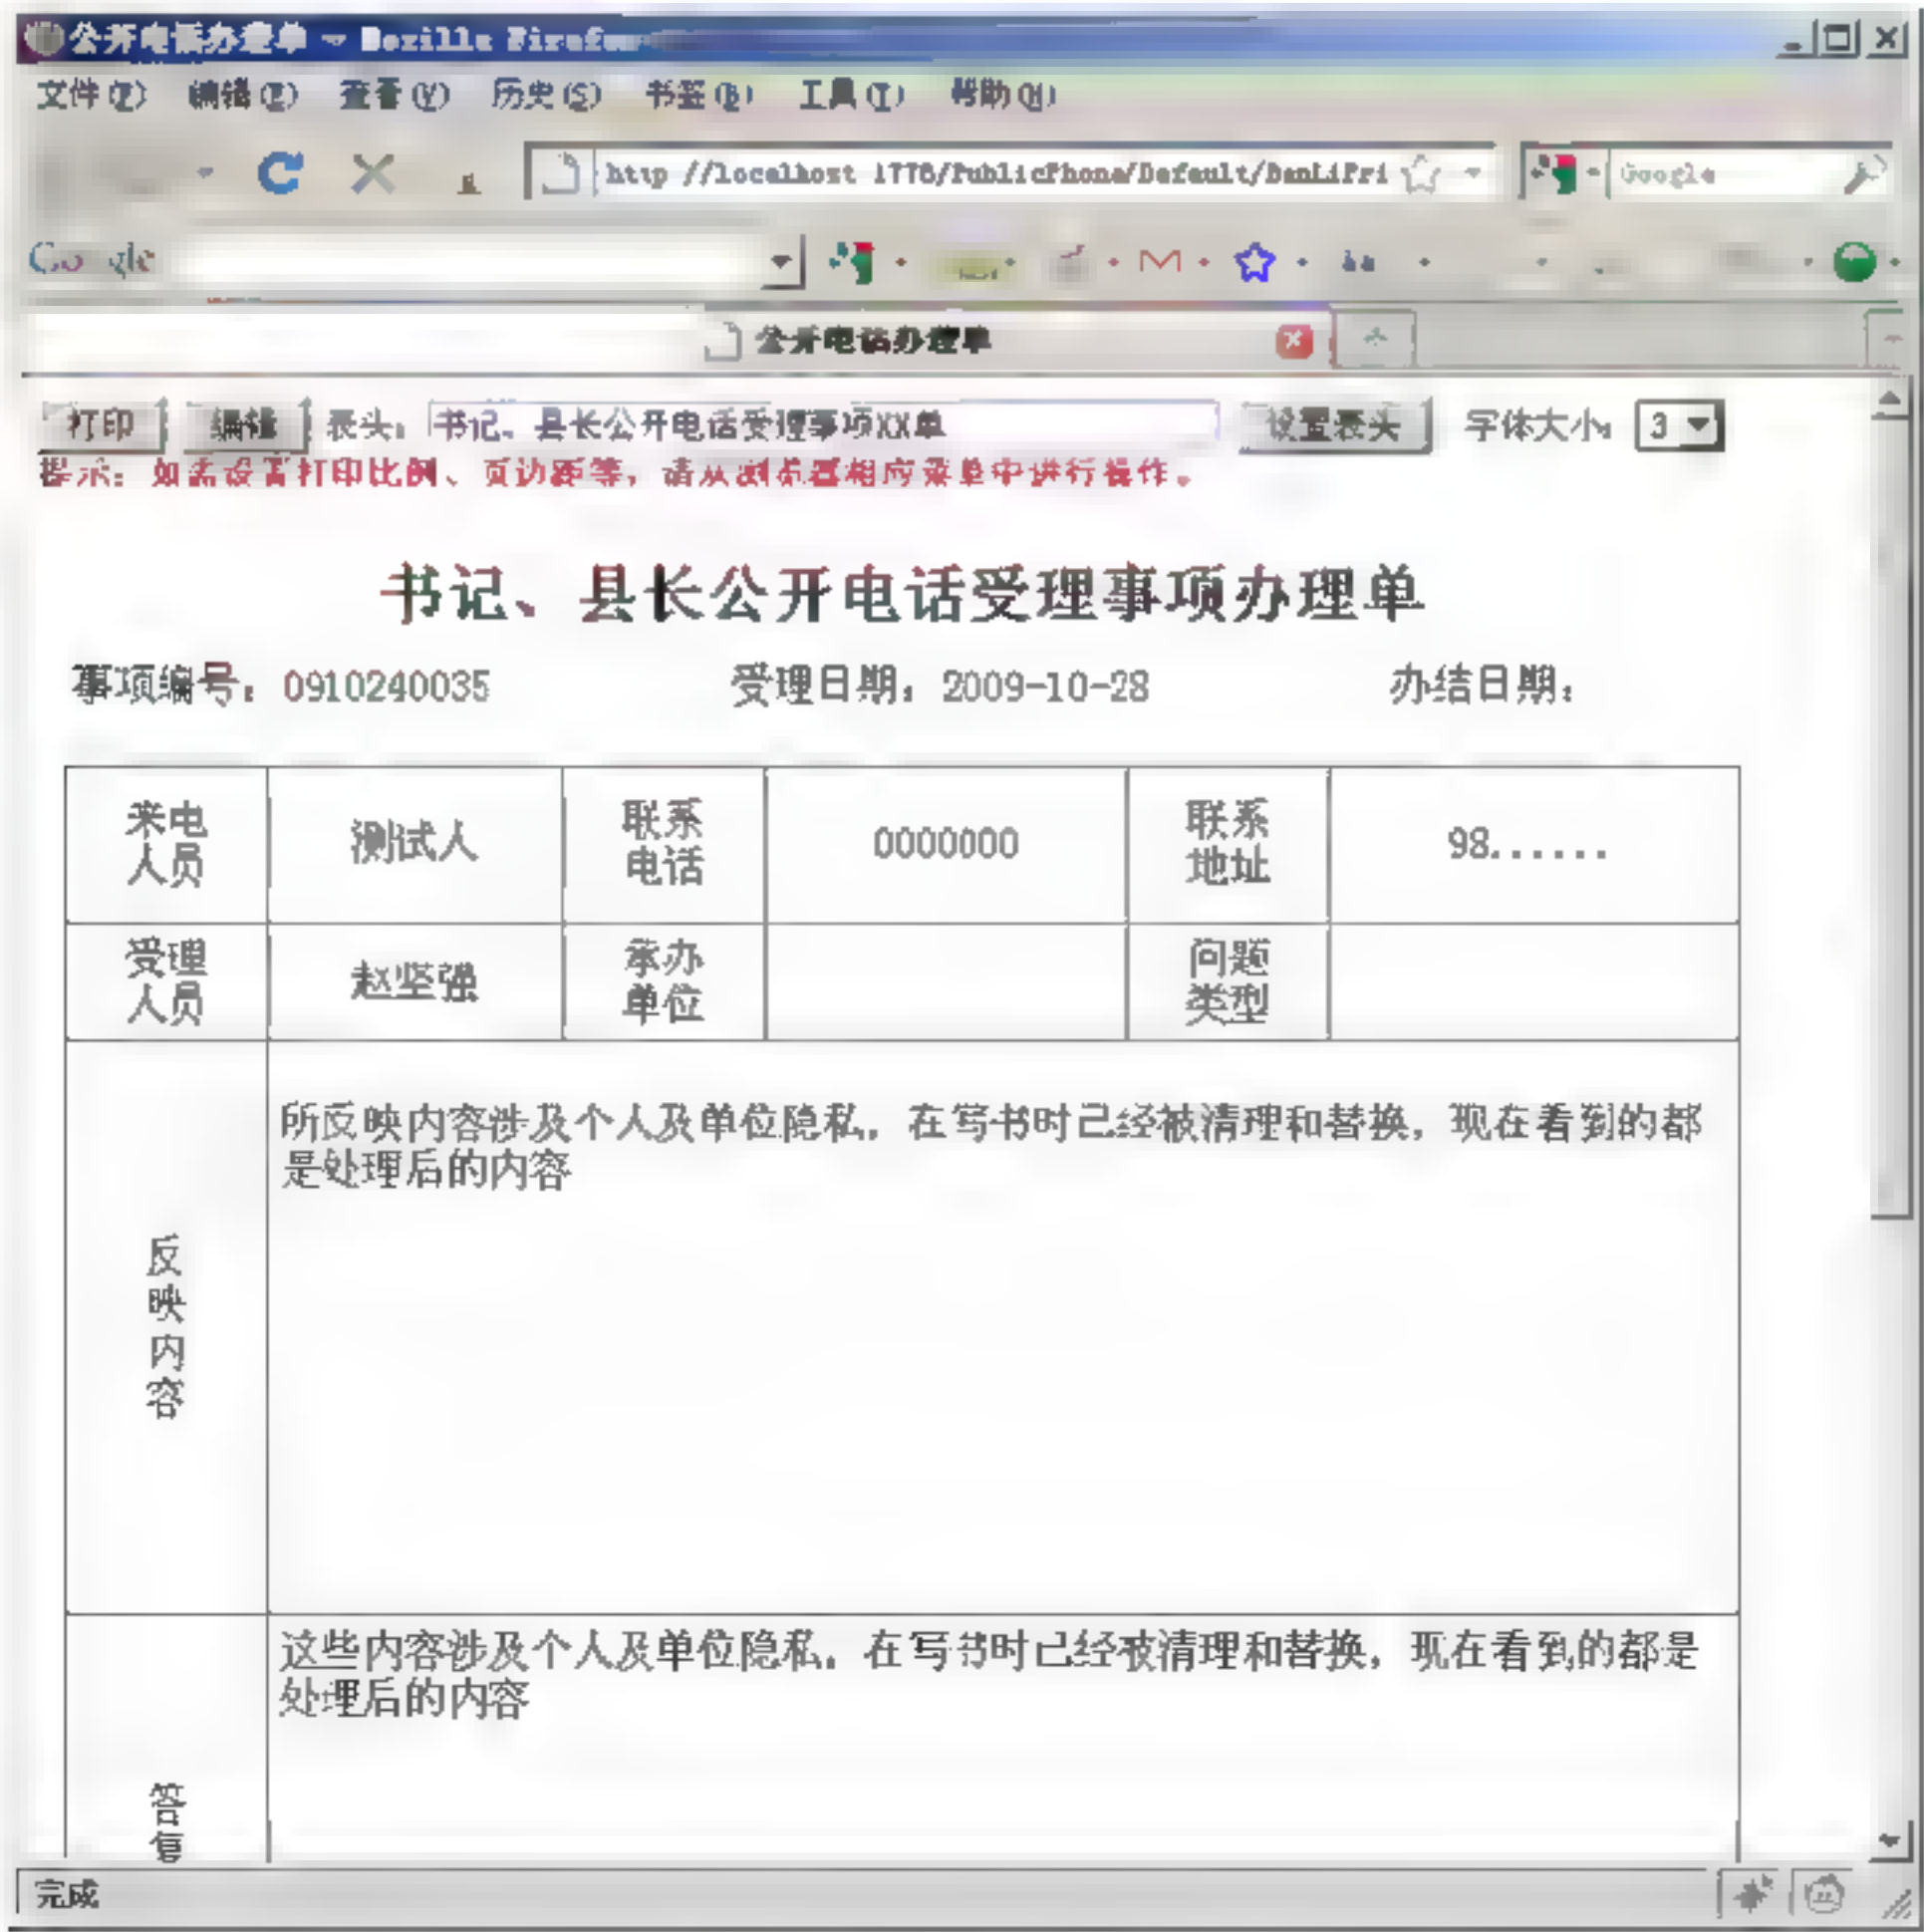 公开电话办理单 - Mozilla Firefox
文件(F) 编辑(E) 查看(V) 历史(S) 书签(B) 工具(T) 帮助(H)
http://localhost:1778/PublicPhone/Default/BanLiPri Google
Google
公开电话办理单
打印 编辑 表头: 书记、县长公开电话受理事项XX单 设置表头 字体大小: 3
提示: 如需设置打印比例、页边距等, 请从浏览器相应菜单中进行操作。
书记、县长公开电话受理事项办理单
事项编号: 0910240035 受理日期: 2009-10-28 办结日期:
来电人员 测试人 联系电话 0000000 联系地址 98......
受理人员 赵坚强 承办单位 问题类型
所反映内容涉及个人及单位隐私, 在写书时已经被清理和替换, 现在看到的都
是处理后的内容
反映内容
这些内容涉及个人及单位隐私, 在写书时已经被清理和替换, 现在看到的都是
处理后的内容
答复
完成